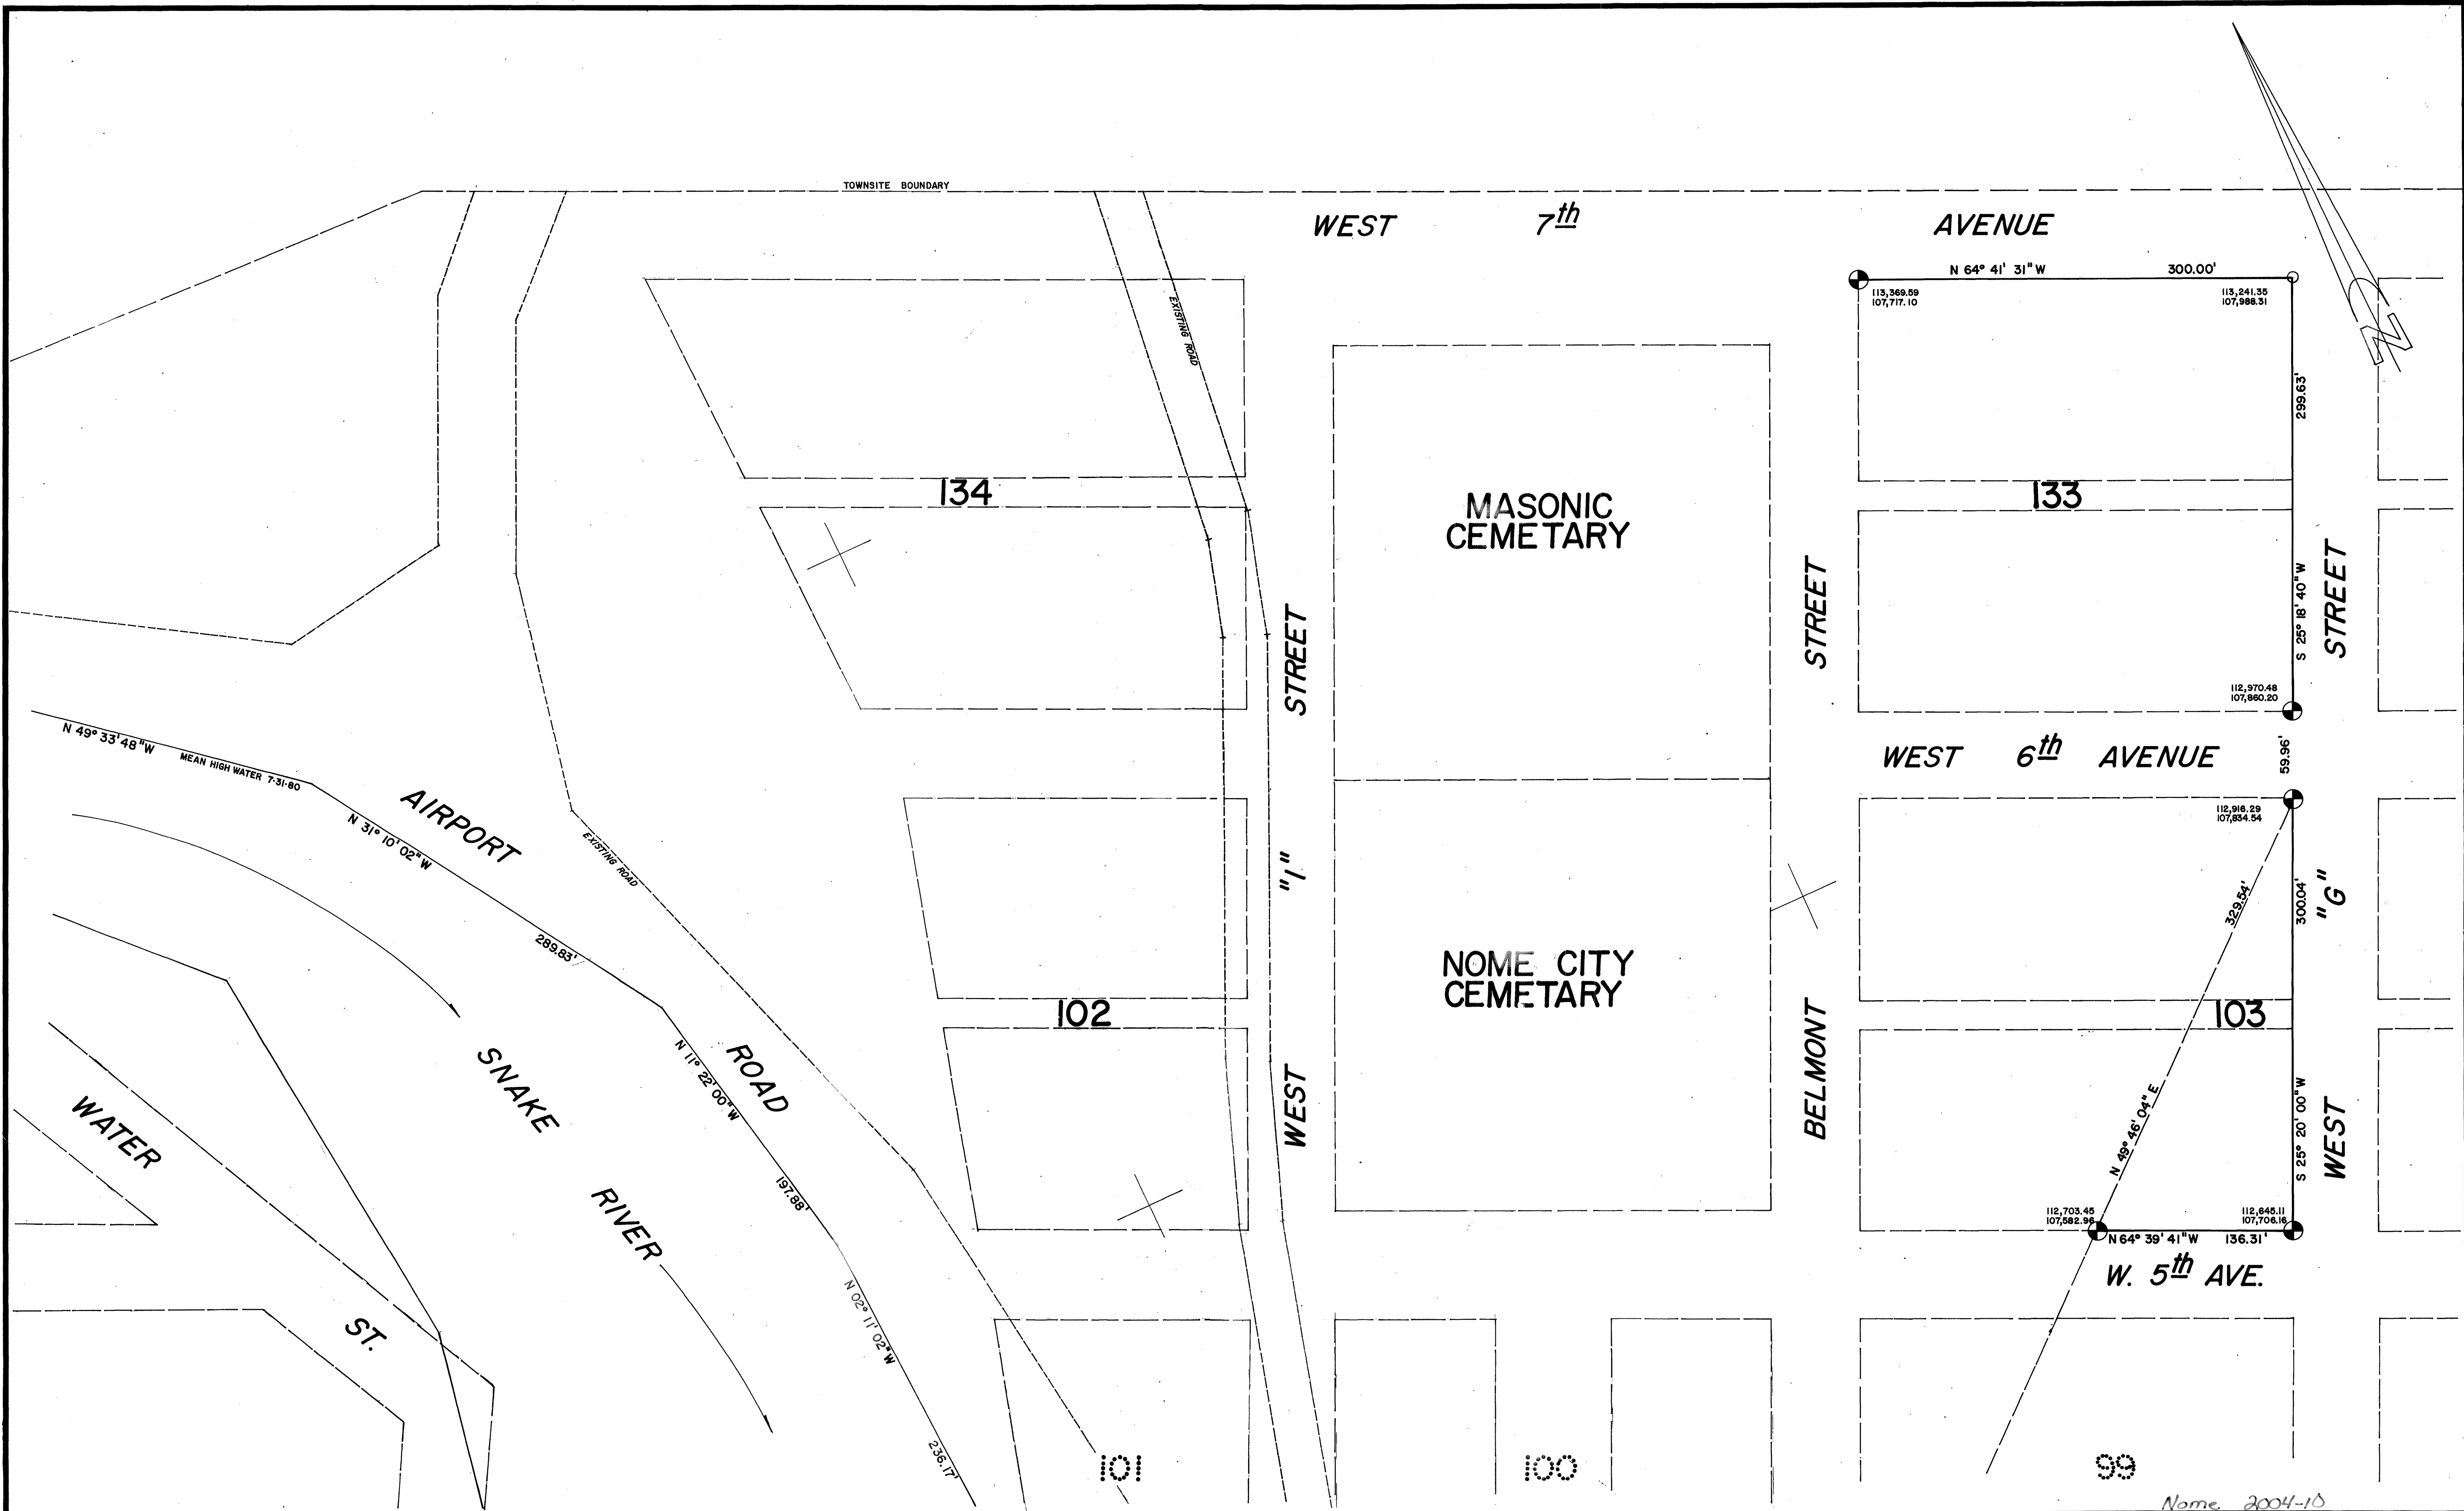 TOWNSITE BOUNDARY
WEST 7th AVENUE
N 64° 41' 31" W 300.00'
113,369.59
107,717.10
113,241.35
107,988.31
N
EXISTING ROAD
299.63'
134
133
MASONIC
CEMETARY
STREET
STREET
S 25° 18' 40" W
STREET
112,970.48
107,860.20
N 49° 33' 48" W
MEAN HIGH WATER 7-31-80
WEST 6th AVENUE
59.96'
AIRPORT
N 31° 10' 02" W
EXISTING ROAD
112,916.29
107,834.54
"I"
329.54'
300.04'
"G"
289.83'
NOME CITY
CEMETARY
102
103
SNAKE
N 11° 22' 00" W
ROAD
WATER
WEST
BELMONT
N 49° 46' 04" E
S 25° 20' 00" W
WEST
197.88'
RIVER
112,703.45
107,582.96
112,645.11
107,706.16
N 64° 39' 41" W 136.31'
W. 5th AVE.
N 02° 11' 02" W
ST.
236.17'
101
100
99
Nome 2004-10